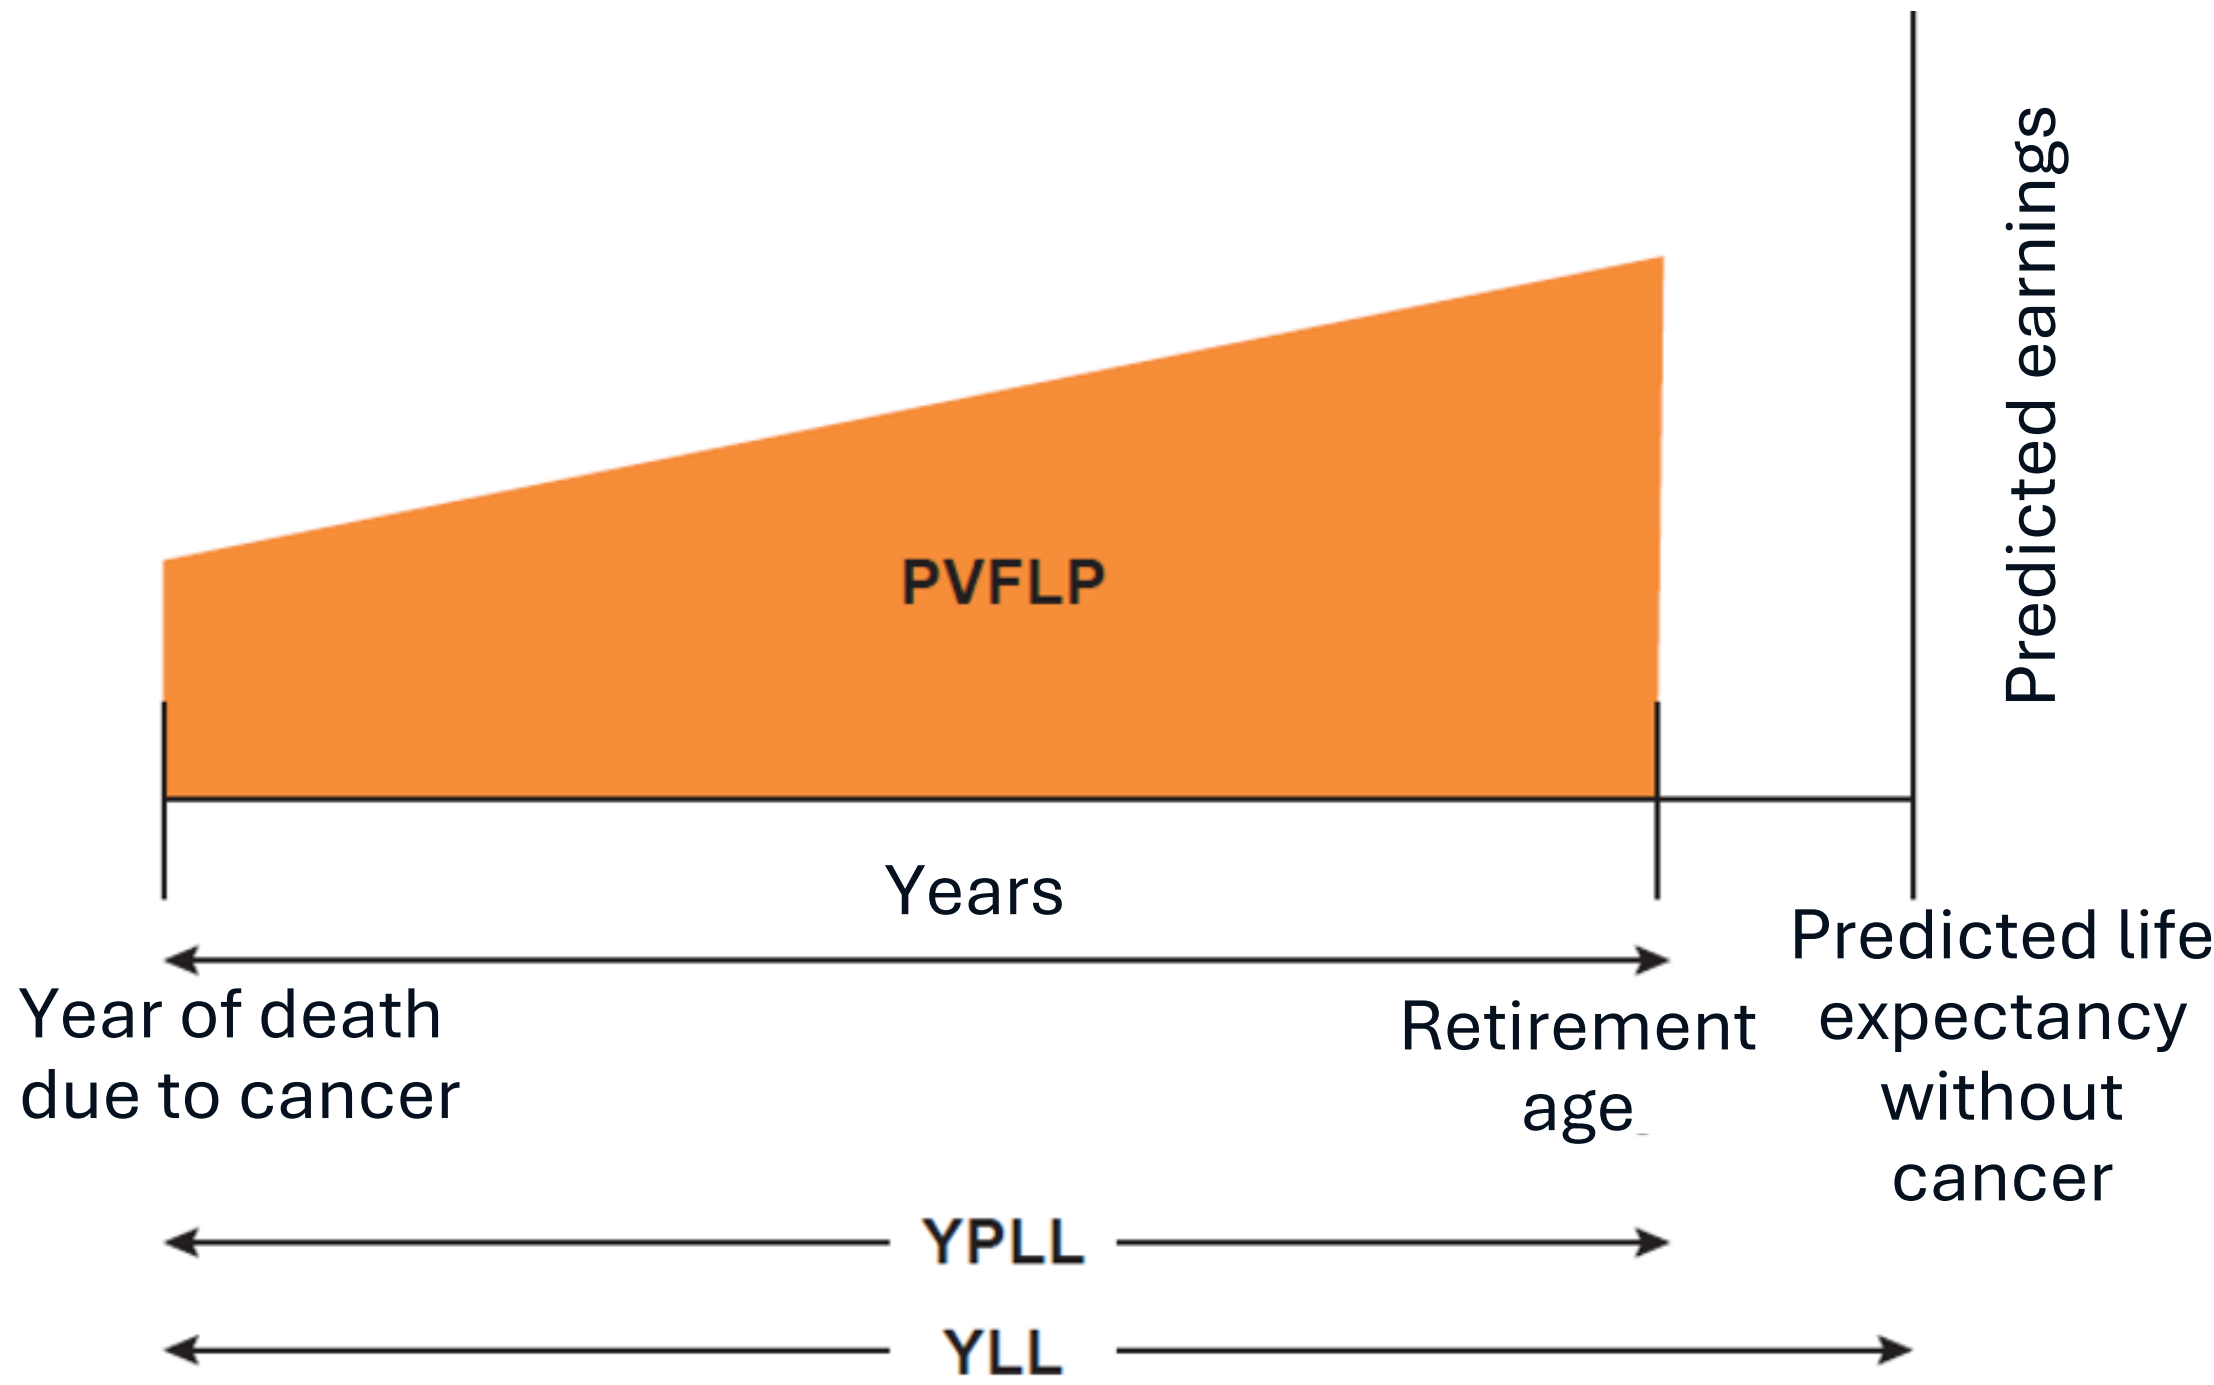 Predicted earnings
PVFLP
Years
Year of death
due to cancer
Retirement
age
Predicted life
expectancy
without
cancer
YPLL
YLL